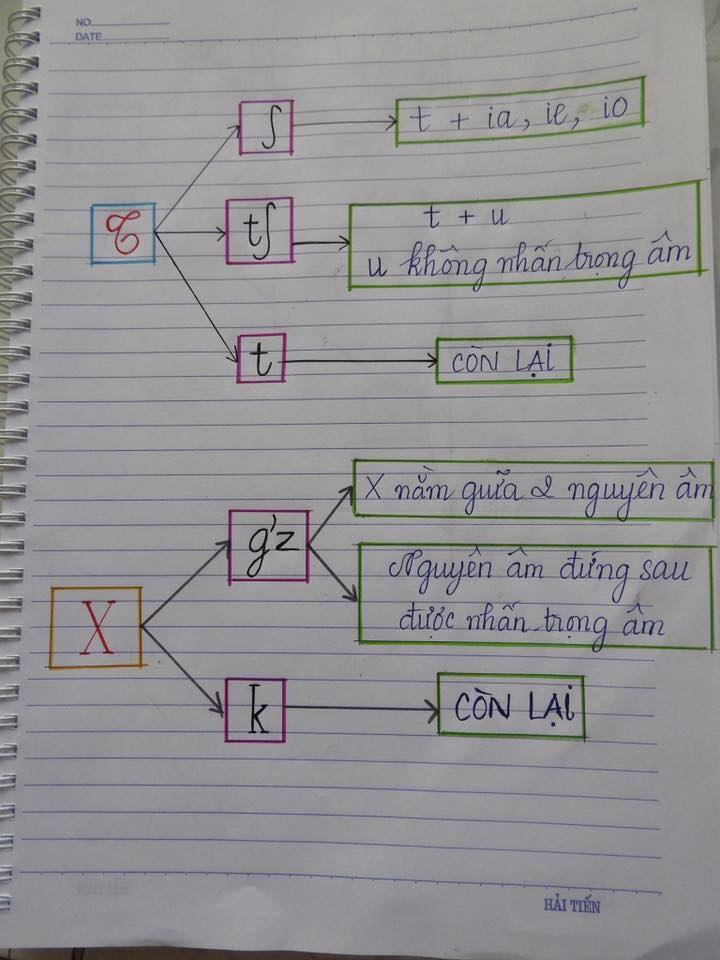 NO.
DATE
ʃ
t + ia, ie, io
T
tʃ
t + u
u không nhấn trọng âm
t
CÒN LẠI
X nằm gưĩa 2 nguyên âm
g'z
Nguyên âm đứng sau
được nhấn trọng âm
X
k
CÒN LẠI
HẢI TIẾN